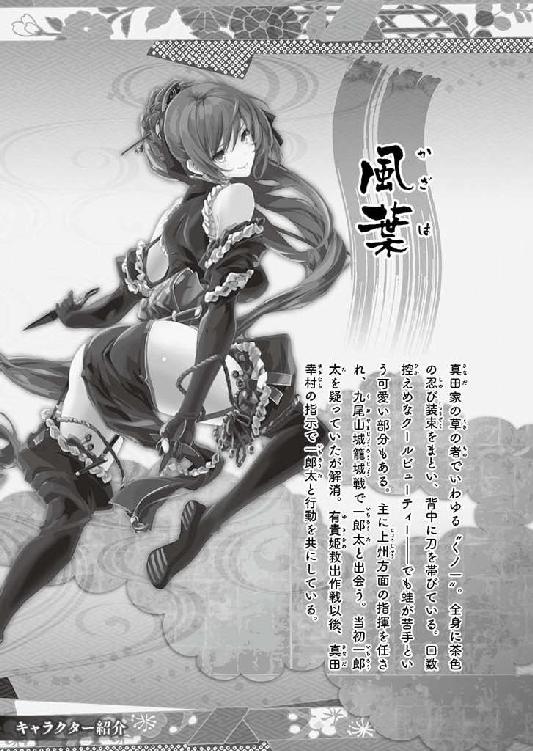 風葉
かざは
真田家の草の者でいわゆる〝くノ一〟。全身に茶色
の忍び装束をまとい、背中に刀を帯びている。口数
控えめなクールビューティー――でも蛙が苦手とい
う可愛い部分もある。主に上州方面の指揮を任さ
れ、九尾山城籠城戦で一郎太と出会う。当初一郎
太を疑っていたが解消。有貴姫救出作戦以後、真田
幸村の指示で一郎太と行動を共にしている。
キャラクター紹介